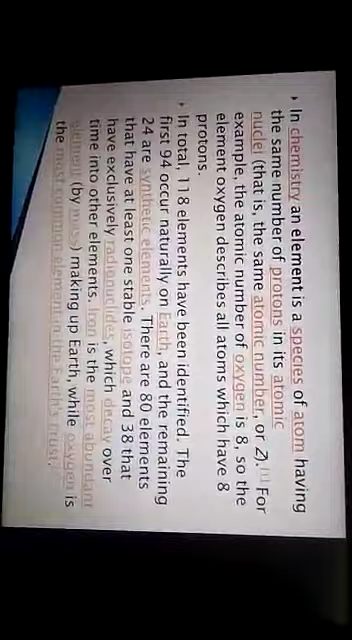 In chemistry an element is a species of atom having
the same number of protons in its atomic
nuclei (that is, the same atomic number, or Z).[1] For
example, the atomic number of oxygen is 8, so the
element oxygen describes all atoms which have 8
protons.
In total, 118 elements have been identified. The
first 94 occur naturally on Earth, and the remaining
24 are synthetic elements. There are 80 elements
that have at least one stable isotope and 38 that
have exclusively radionuclides, which decay over
time into other elements. Iron is the most abundant
element (by mass) making up Earth, while oxygen is
the most common element in the Earth's crust.